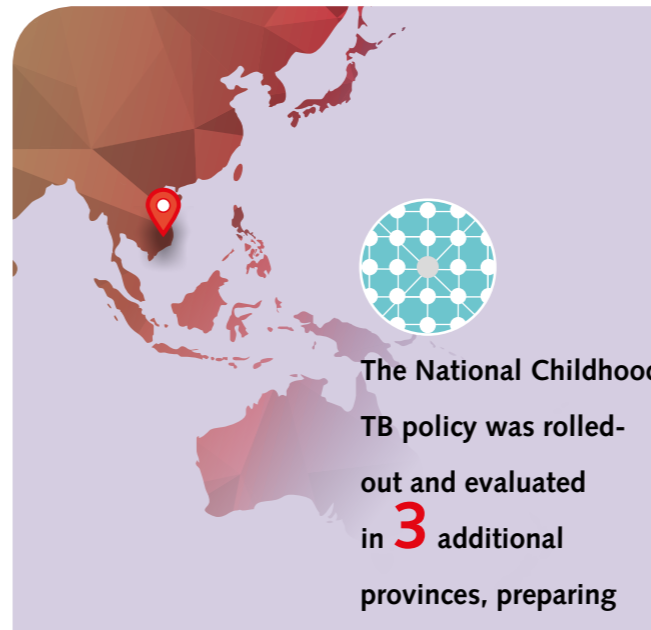 The National Childhood
TB policy was rolled-
out and evaluated
in 3 additional
provinces, preparing